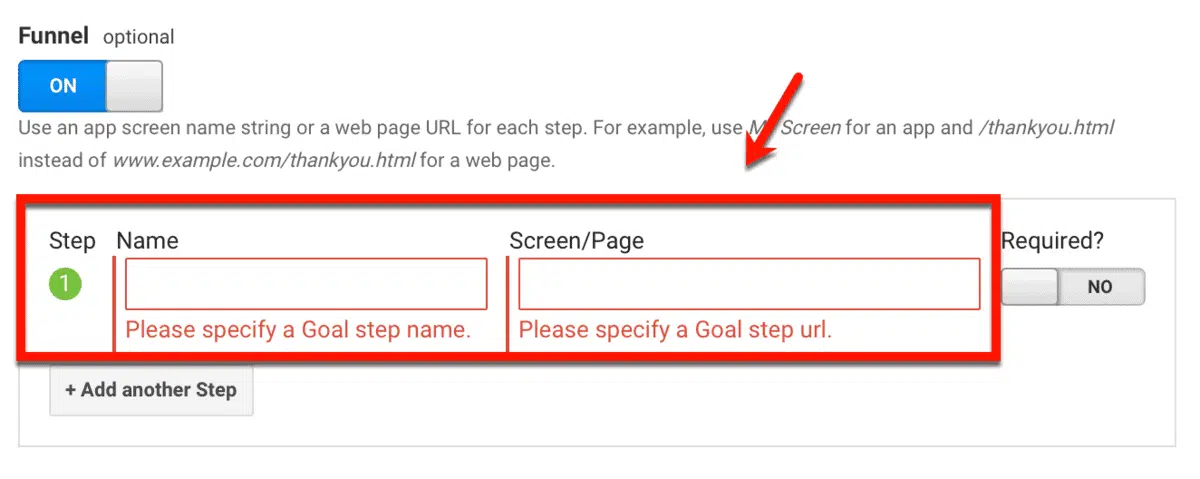 Funnel optional
ON
Use an app screen name string or a web page URL for each step. For example, use Screen for an app and /thankyou.html
instead of www.example.com/thankyou.html for a web page.
Step Name Screen/Page Required?
1 NO
Please specify a Goal step name. Please specify a Goal step url.
+ Add another Step